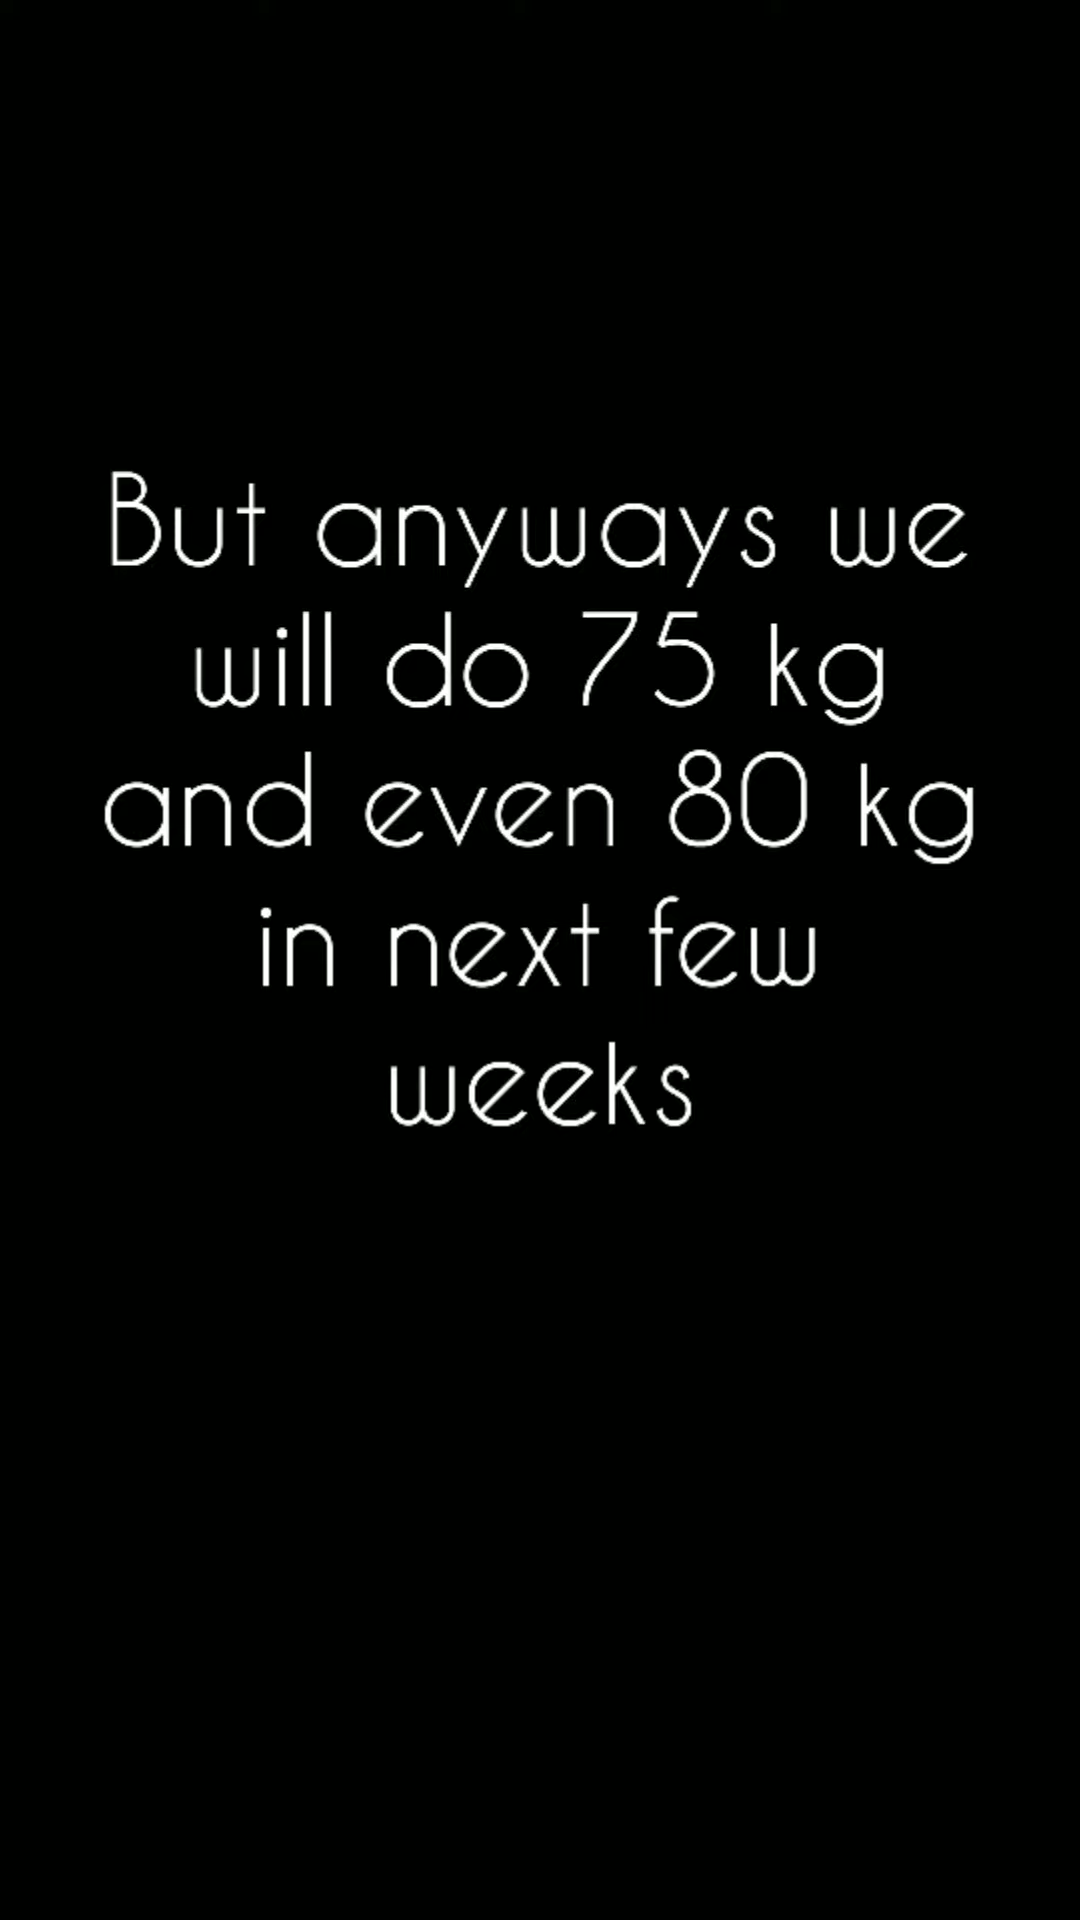 But anyways we
will do 75 kg
and even 80 kg
in next few
weeks